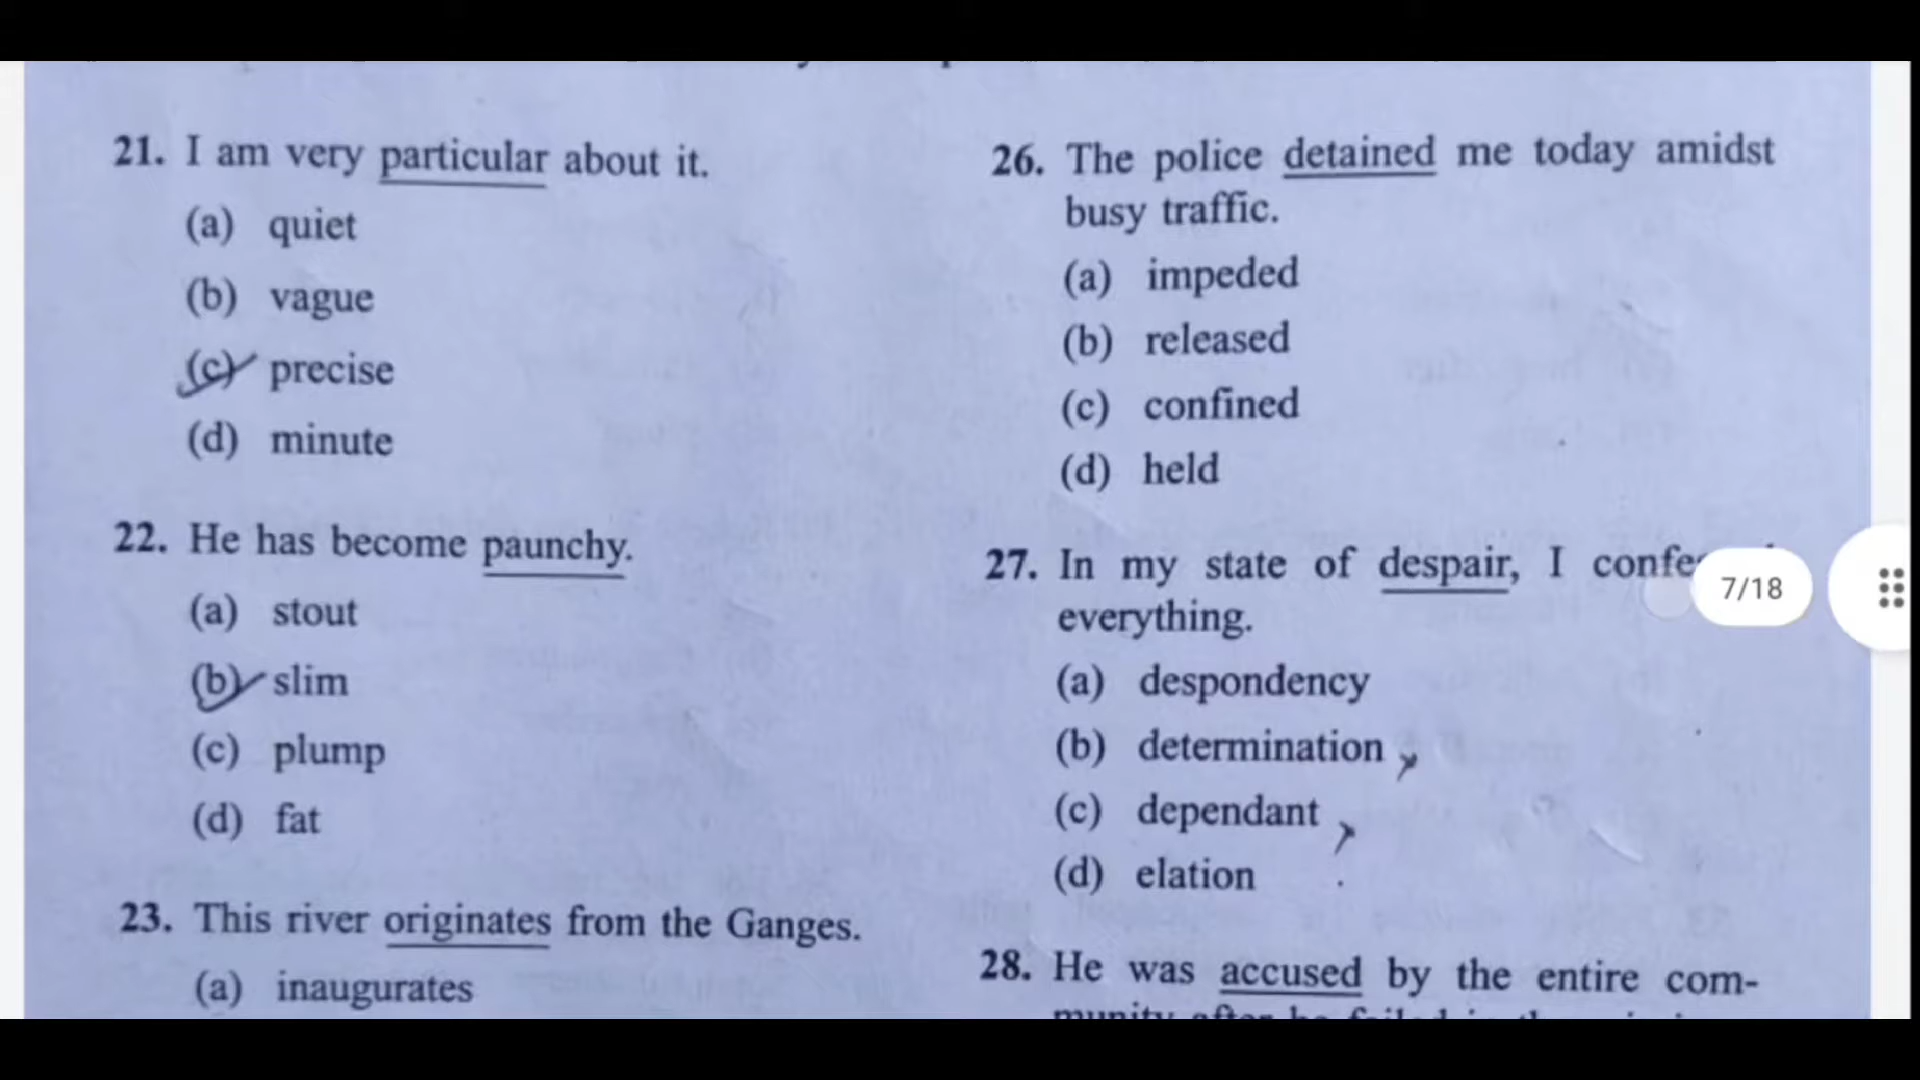 21. I am very particular about it.
(a) quiet
(b) vague
(c) precise
(d) minute
22. He has become paunchy.
(a) stout
(b) slim
(c) plump
(d) fat
23. This river originates from the Ganges.
(a) inaugurates
26. The police detained me today amidst
busy traffic.
(a) impeded
(b) released
(c) confined
(d) held
27. In my state of despair, I
everything.
(a) despondency
(b) determination
(c) dependant
(d) elation
28. He was accused by the entire com-
7/18